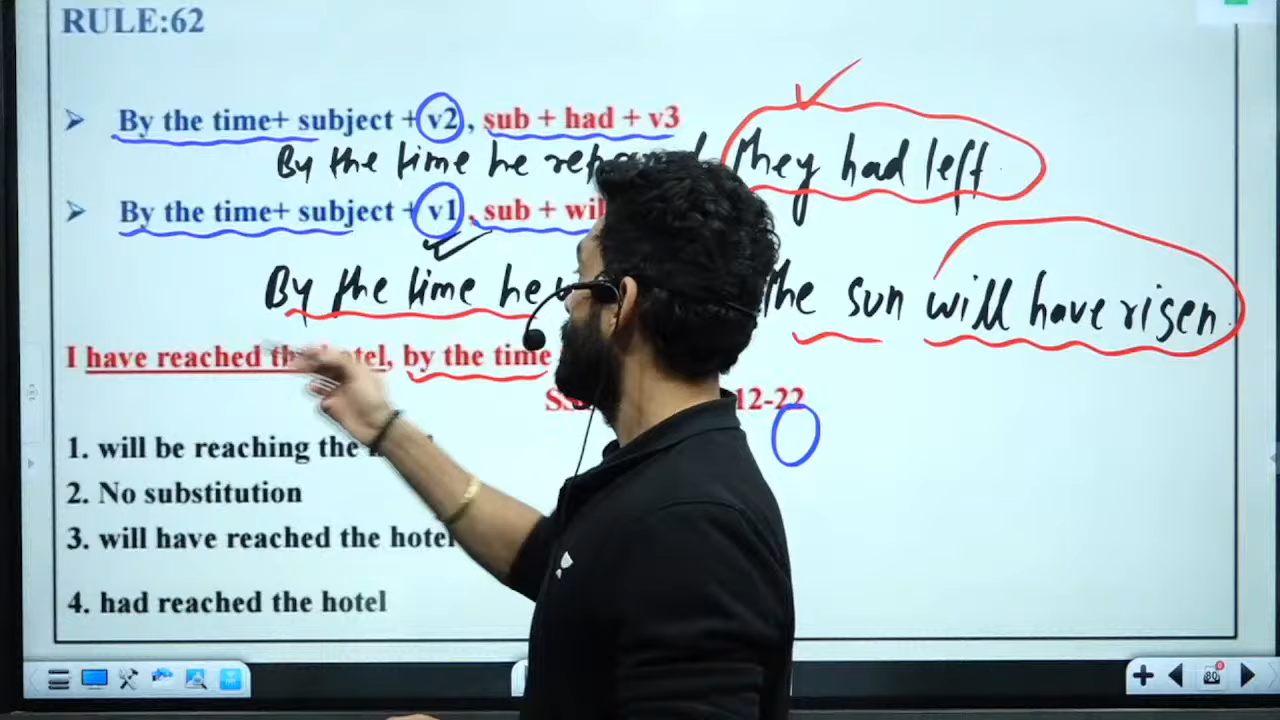 RULE:62
➢ By the time+ subject + v2 , sub + had + v3
By the time he they had left
➢ By the time+ subject + v1 , sub +
By the time he the sun will have risen
I have reached the hotel, by the time
12-22
1. will be reaching the
2. No substitution
3. will have reached the hotel
4. had reached the hotel
80